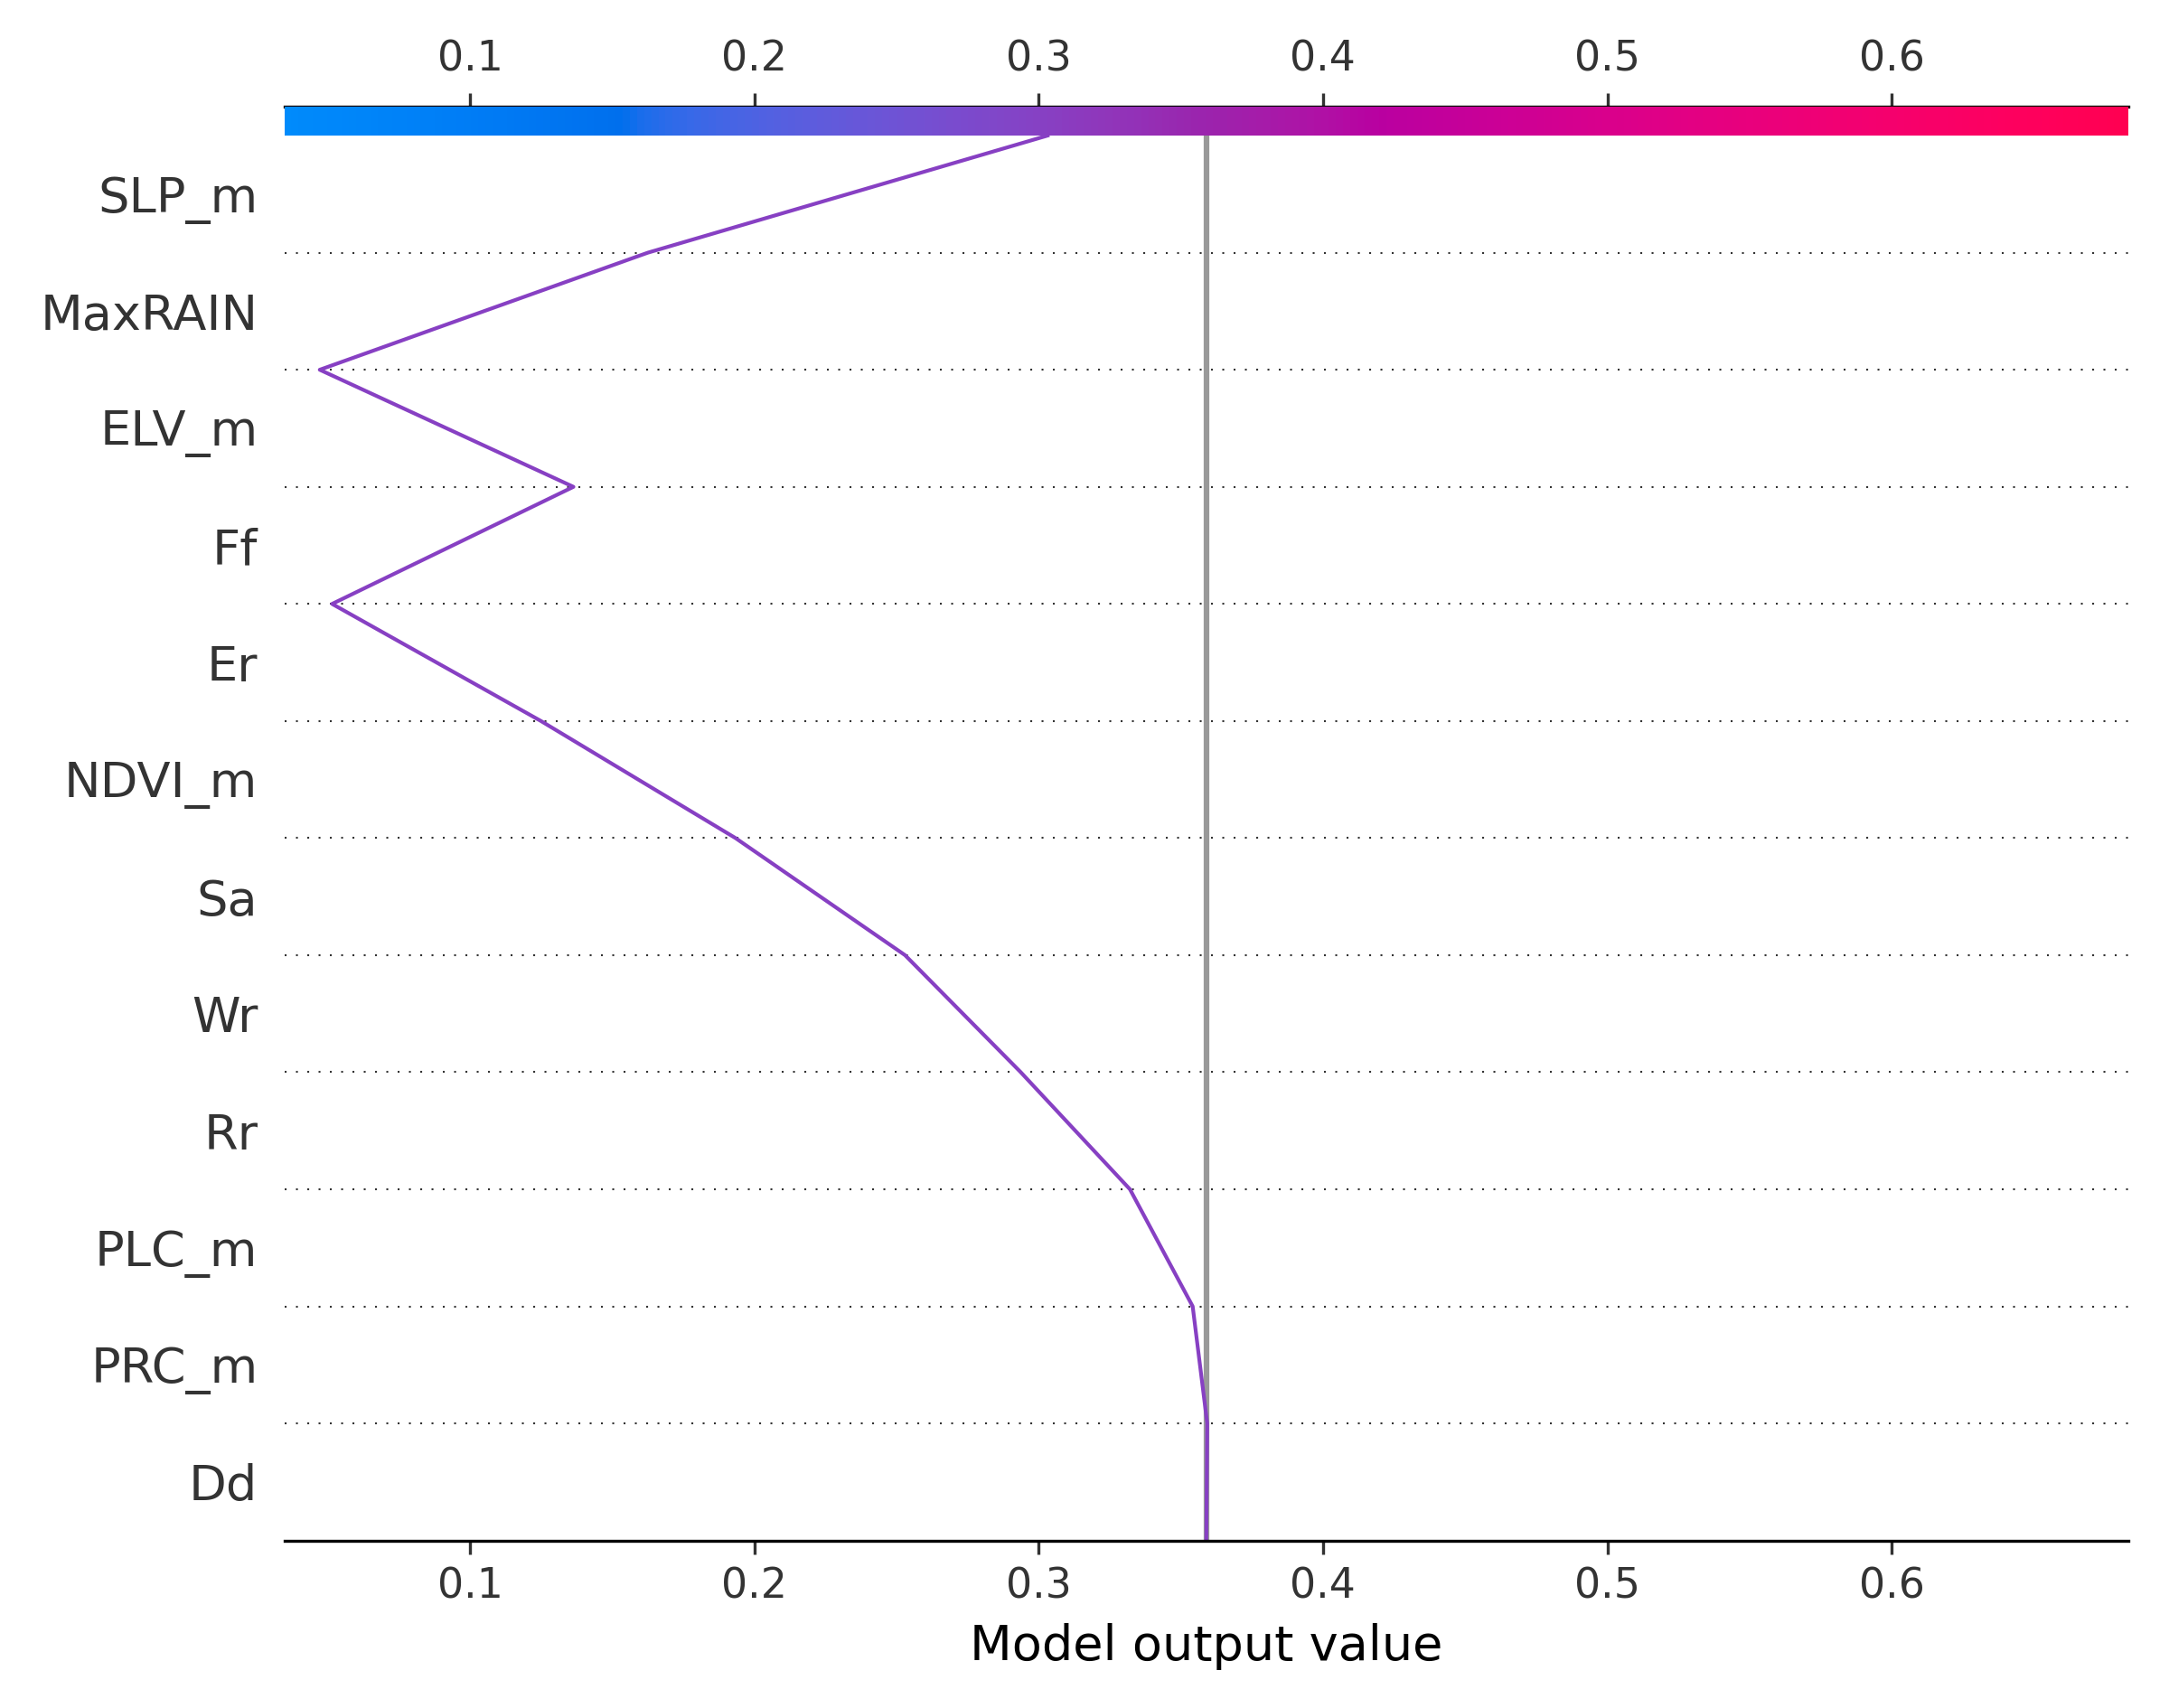 0.1 0.2 0.3 0.4 0.5 0.6
SLP_m
MaxRAIN
ELV_m
Ff
Er
NDVI_m
Sa
Wr
Rr
PLC_m
PRC_m
Dd
0.1 0.2 0.3 0.4 0.5 0.6
Model output value